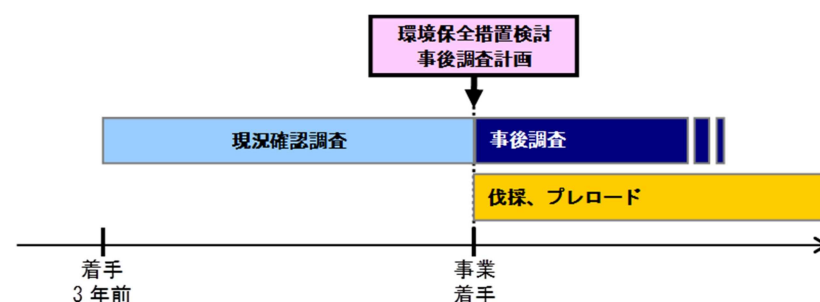 環境保全措置検討
事後調査計画
現況確認調査
事後調査
伐採、プレロード
着手
3年前
事業
着手